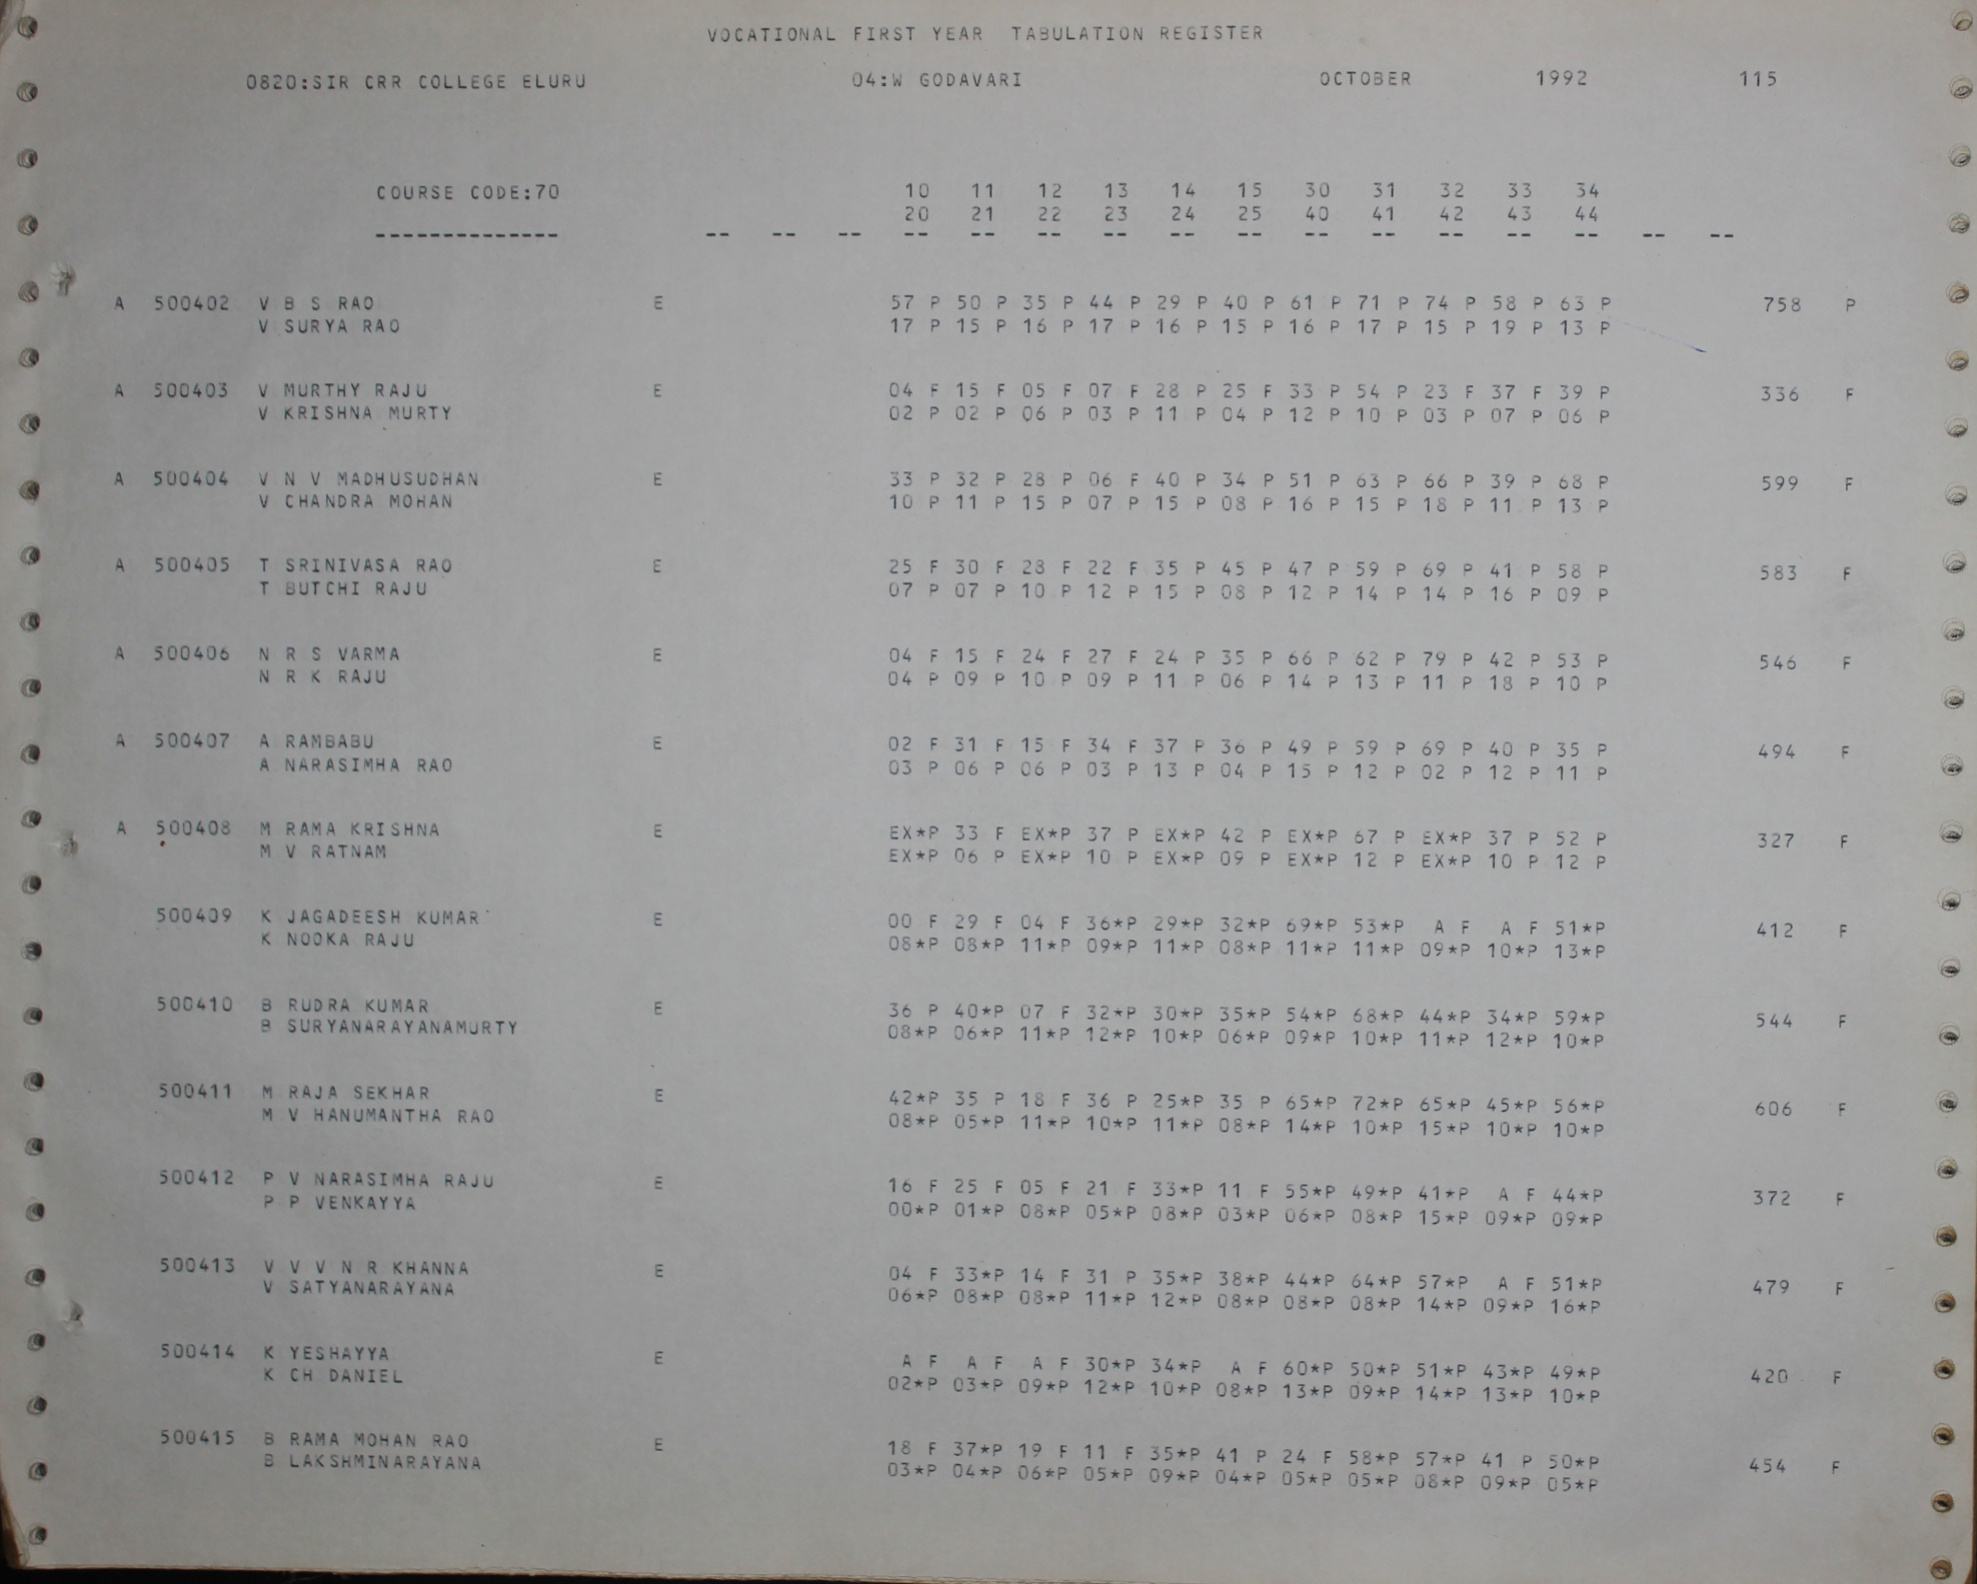 VOCATIONAL FIRST YEAR TABULATION REGISTER
0820:SIR CRR COLLEGE ELURU 04:W GODAVARI OCTOBER 1992 115
COURSE CODE:70 10 11 12 13 14 15 30 31 32 33 34
20 21 22 23 24 25 40 41 42 43 44
-------------- -- -- -- -- -- -- -- -- -- -- -- -- -- -- -- --
A 500402 V B S RAO E 57 P 50 P 35 P 44 P 29 P 40 P 61 P 71 P 74 P 58 P 63 P 758 P
V SURYA RAO 17 P 15 P 16 P 17 P 16 P 15 P 16 P 17 P 15 P 19 P 13 P
A 500403 V MURTHY RAJU E 04 F 15 F 05 F 07 F 28 P 25 F 33 P 54 P 23 F 37 F 39 P 336 F
V KRISHNA MURTY 02 P 02 P 06 P 03 P 11 P 04 P 12 P 10 P 03 P 07 P 06 P
A 500404 V N V MADHUSUDHAN E 33 P 32 P 28 P 06 F 40 P 34 P 51 P 63 P 66 P 39 P 68 P 599 F
V CHANDRA MOHAN 10 P 11 P 15 P 07 P 15 P 08 P 16 P 15 P 18 P 11 P 13 P
A 500405 T SRINIVASA RAO E 25 F 30 F 28 F 22 F 35 P 45 P 47 P 59 P 69 P 41 P 58 P 583 F
T BUTCHI RAJU 07 P 07 P 10 P 12 P 15 P 08 P 12 P 14 P 14 P 16 P 09 P
A 500406 N R S VARMA E 04 F 15 F 24 F 27 F 24 P 35 P 66 P 62 P 79 P 42 P 53 P 546 F
N R K RAJU 04 P 09 P 10 P 09 P 11 P 06 P 14 P 13 P 11 P 18 P 10 P
A 500407 A RAMBABU E 02 F 31 F 15 F 34 F 37 P 36 P 49 P 59 P 69 P 40 P 35 P 494 F
A NARASIMHA RAO 03 P 06 P 06 P 03 P 13 P 04 P 15 P 12 P 02 P 12 P 11 P
A 500408 M RAMA KRISHNA E EX*P 33 F EX*P 37 P EX*P 42 P EX*P 67 P EX*P 37 P 52 P 327 F
M V RATNAM EX*P 06 P EX*P 10 P EX*P 09 P EX*P 12 P EX*P 10 P 12 P
500409 K JAGADEESH KUMAR E 00 F 29 F 04 F 36*P 29*P 32*P 69*P 53*P A F A F 51*P 412 F
K NOOKA RAJU 08*P 08*P 11*P 09*P 11*P 08*P 11*P 11*P 09*P 10*P 13*P
500410 B RUDRA KUMAR E 36 P 40*P 07 F 32*P 30*P 35*P 54*P 68*P 44*P 34*P 59*P 544 F
B SURYANARAYANAMURTY 08*P 06*P 11*P 12*P 10*P 06*P 09*P 10*P 11*P 12*P 10*P
500411 M RAJA SEKHAR E 42*P 35 P 18 F 36 P 25*P 35 P 65*P 72*P 65*P 45*P 56*P 606 F
M V HANUMANTHA RAO 08*P 05*P 11*P 10*P 11*P 08*P 14*P 10*P 15*P 10*P 10*P
500412 P V NARASIMHA RAJU E 16 F 25 F 05 F 21 F 33*P 11 F 55*P 49*P 41*P A F 44*P 372 F
P P VENKAYYA 00*P 01*P 08*P 05*P 08*P 03*P 06*P 08*P 15*P 09*P 09*P
500413 V V V N R KHANNA E 04 F 33*P 14 F 31 P 35*P 38*P 44*P 64*P 57*P A F 51*P 479 F
V SATYANARAYANA 06*P 08*P 08*P 11*P 12*P 08*P 08*P 08*P 14*P 09*P 16*P
500414 K YESHAYYA E A F A F A F 30*P 34*P A F 60*P 50*P 51*P 43*P 49*P 420 F
K CH DANIEL 02*P 03*P 09*P 12*P 10*P 08*P 13*P 09*P 14*P 13*P 10*P
500415 B RAMA MOHAN RAO E 18 F 37*P 19 F 11 F 35*P 41 P 24 F 58*P 57*P 41 P 50*P 454 F
B LAKSHMINARAYANA 03*P 04*P 06*P 05*P 09*P 04*P 05*P 05*P 08*P 09*P 05*P